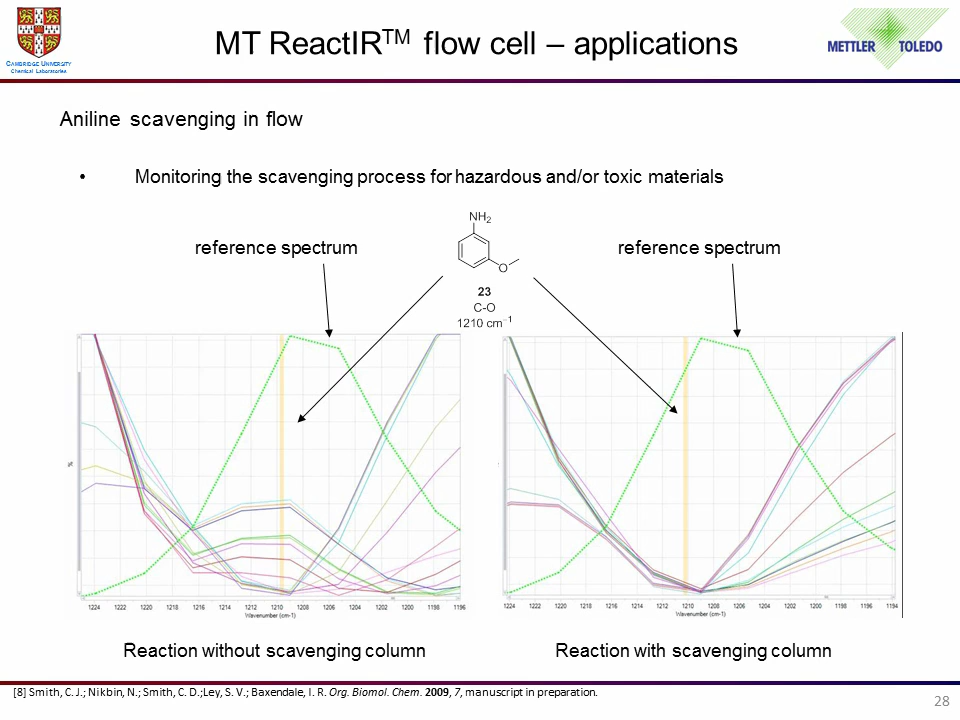 CAMBRIDGE UNIVERSITY
Chemical Laboratories
MT ReactIRTM flow cell – applications
METTLER TOLEDO
Aniline scavenging in flow
• Monitoring the scavenging process for hazardous and/or toxic materials
NH2
reference spectrum
reference spectrum
O
23
C-O
1210 cm−1
1224 1222 1220 1218 1216 1214 1212 1210 1208 1206 1204 1202 1200 1198 1196
Wavenumber (cm-1)
1224 1222 1220 1218 1216 1214 1212 1210 1208 1206 1204 1202 1200 1198 1196 1194
Wavenumber (cm-1)
Reaction without scavenging column
Reaction with scavenging column
[8] Smith, C. J.; Nikbin, N.; Smith, C. D.;Ley, S. V.; Baxendale, I. R. Org. Biomol. Chem. 2009, 7, manuscript in preparation.
28